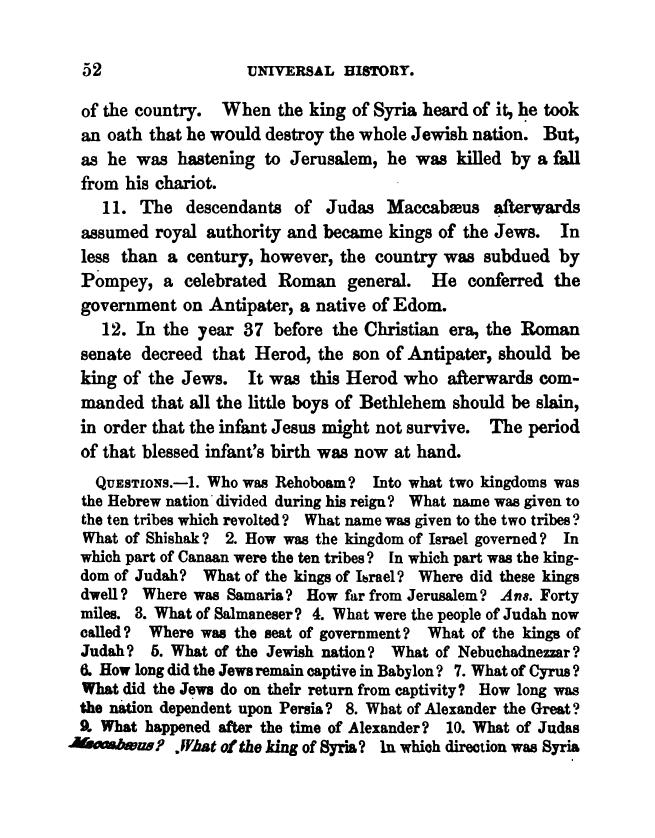 52 UNIVERSAL HISTORY.
of the country. When the king of Syria heard of it, he took
an oath that he would destroy the whole Jewish nation. But,
as he was hastening to Jerusalem, he was killed by a fall
from his chariot.
11. The descendants of Judas Maccabæus afterwards
assumed royal authority and became kings of the Jews. In
less than a century, however, the country was subdued by
Pompey, a celebrated Roman general. He conferred the
government on Antipater, a native of Edom.
12. In the year 37 before the Christian era, the Roman
senate decreed that Herod, the son of Antipater, should be
king of the Jews. It was this Herod who afterwards com-
manded that all the little boys of Bethlehem should be slain,
in order that the infant Jesus might not survive. The period
of that blessed infant's birth was now at hand.
QUESTIONS.—1. Who was Rehoboam? Into what two kingdoms was
the Hebrew nation divided during his reign? What name was given to
the ten tribes which revolted? What name was given to the two tribes?
What of Shishak? 2. How was the kingdom of Israel governed? In
which part of Canaan were the ten tribes? In which part was the king-
dom of Judah? What of the kings of Israel? Where did these kings
dwell? Where was Samaria? How far from Jerusalem? Ans. Forty
miles. 3. What of Salmaneser? 4. What were the people of Judah now
called? Where was the seat of government? What of the kings of
Judah? 5. What of the Jewish nation? What of Nebuchadnezzar?
6. How long did the Jews remain captive in Babylon? 7. What of Cyrus?
What did the Jews do on their return from captivity? How long was
the nation dependent upon Persia? 8. What of Alexander the Great?
9. What happened after the time of Alexander? 10. What of Judas
Maccabæus? What of the king of Syria? In which direction was Syria